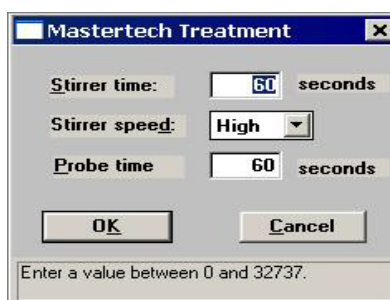 Mastertech Treatment
Stirrer time: 60 seconds
Stirrer speed: High
Probe time 60 seconds
OK Cancel
Enter a value between 0 and 32737.